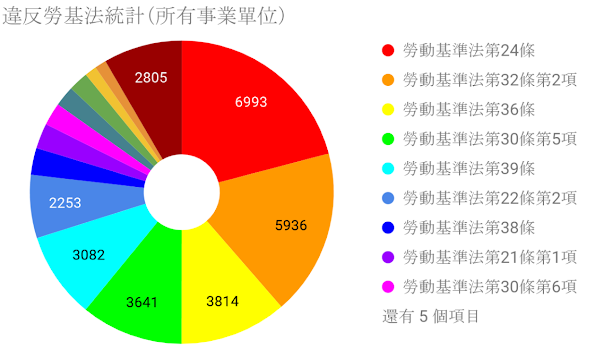 違反勞基法統計(所有事業單位)
2805
6993
2253
5936
3082
3641
3814
勞動基準法第24條
勞動基準法第32條第2項
勞動基準法第36條
勞動基準法第30條第5項
勞動基準法第39條
勞動基準法第22條第2項
勞動基準法第38條
勞動基準法第21條第1項
勞動基準法第30條第6項
還有 5 個項目